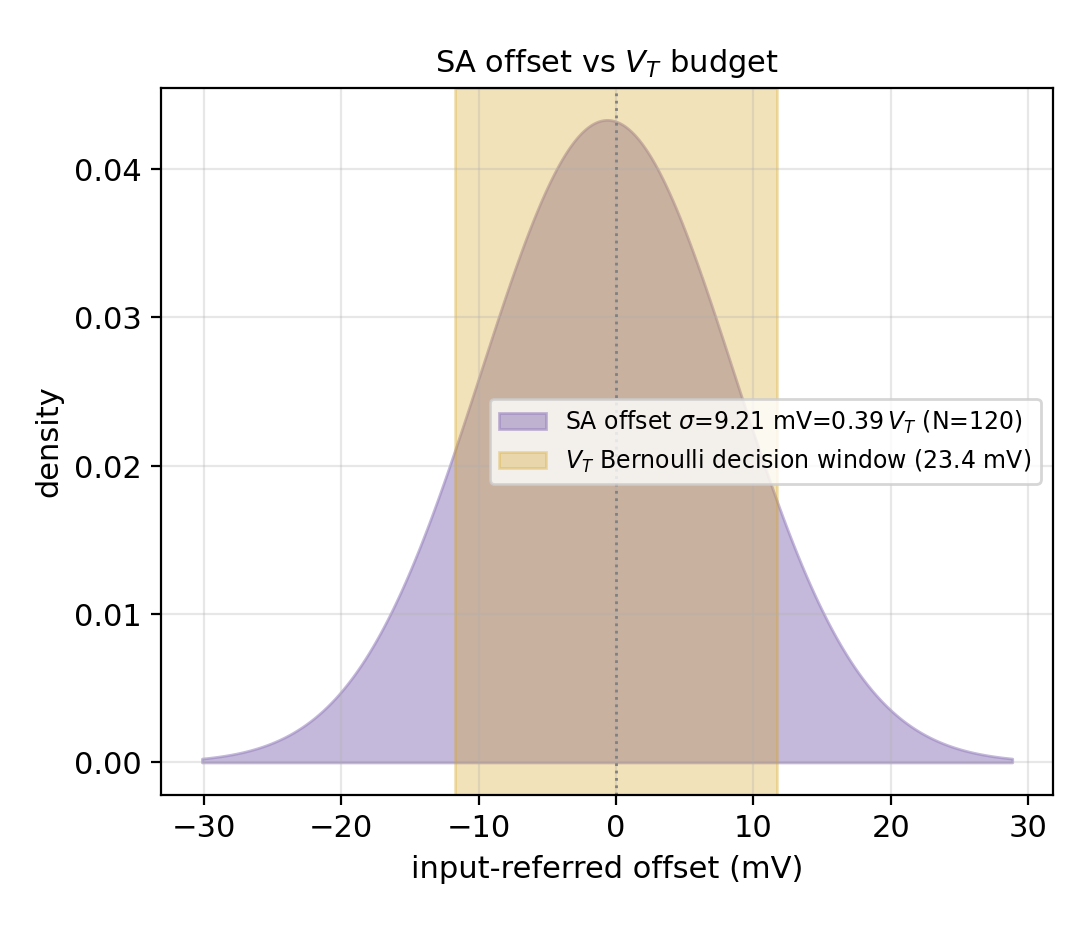 SA offset vs V_T budget
0.04
0.03
0.02
0.01
0.00
density
SA offset σ=9.21 mV=0.39 V_T (N=120)
V_T Bernoulli decision window (23.4 mV)
−30 −20 −10 0 10 20 30
input-referred offset (mV)